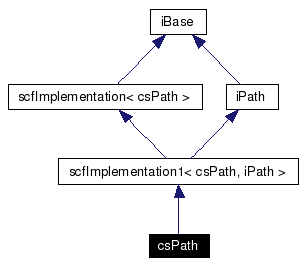 iBase
scfImplementation< csPath >
iPath
scfImplementation1< csPath, iPath >
csPath